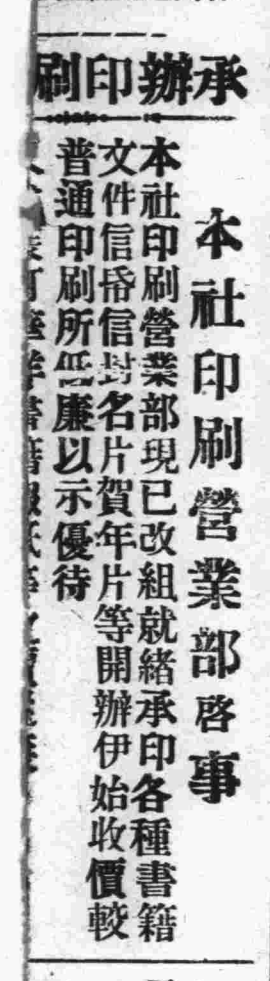 承辦印刷
本社印刷營業部啓事
本社印刷營業部現已改組就緒承印各種書籍
文件信帋信封名片賀年片等開辦伊始收價較
普通印刷所低廉以示優待